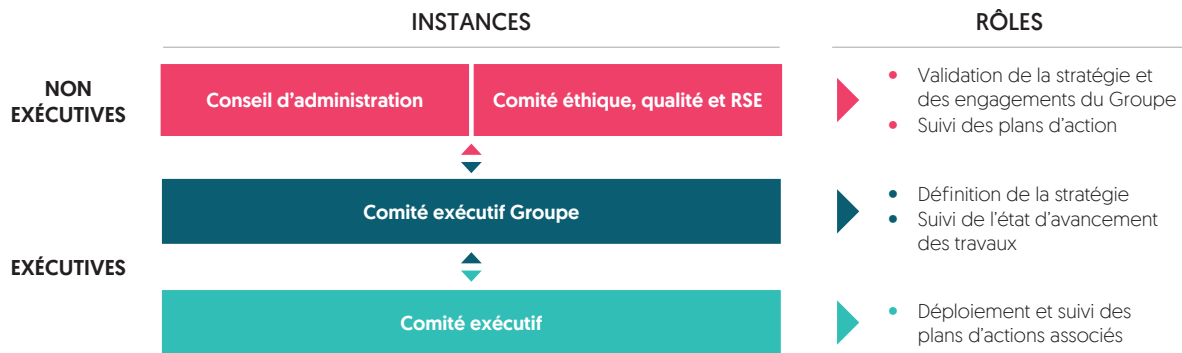 INSTANCES
RÔLES
NON
EXÉCUTIVES
Conseil d'administration
Comité éthique, qualité et RSE
• Validation de la stratégie et
des engagements du Groupe
• Suivi des plans d'action
Comité exécutif Groupe
• Définition de la stratégie
• Suivi de l'état d'avancement
des travaux
EXÉCUTIVES
Comité exécutif
• Déploiement et suivi des
plans d'actions associés